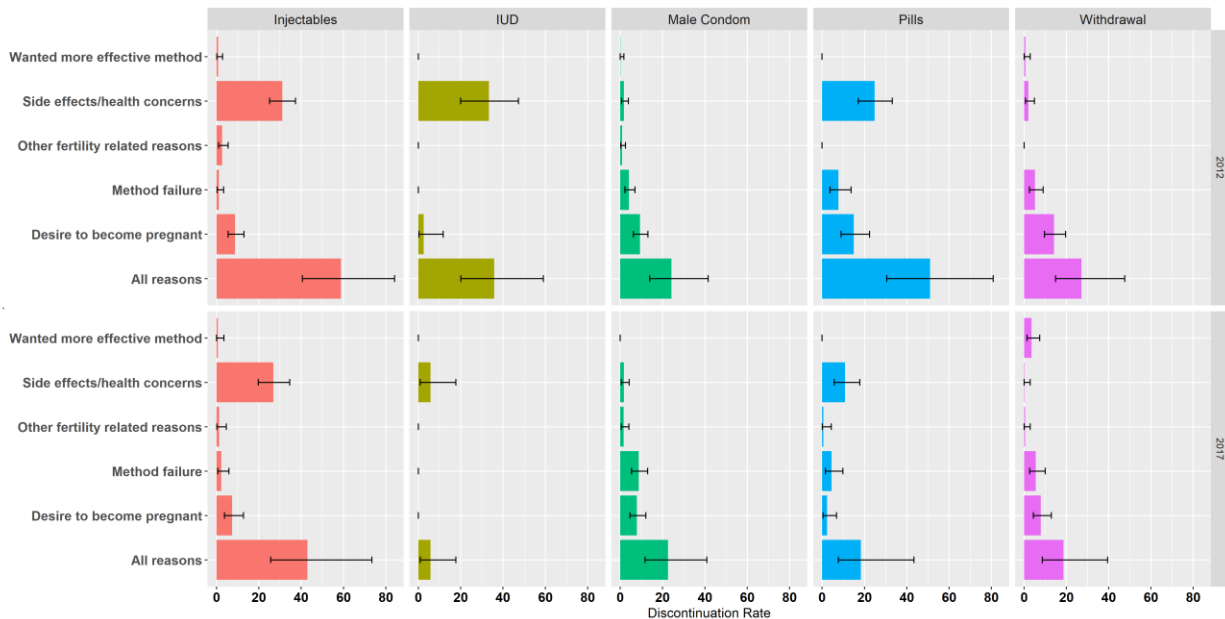 Injectables IUD Male Condom Pills Withdrawal
Wanted more effective method
Side effects/health concerns
Other fertility related reasons
Method failure
Desire to become pregnant
All reasons
2012
Wanted more effective method
Side effects/health concerns
Other fertility related reasons
Method failure
Desire to become pregnant
All reasons
2017
0 20 40 60 80 0 20 40 60 80 0 20 40 60 80 0 20 40 60 80 0 20 40 60 80
Discontinuation Rate